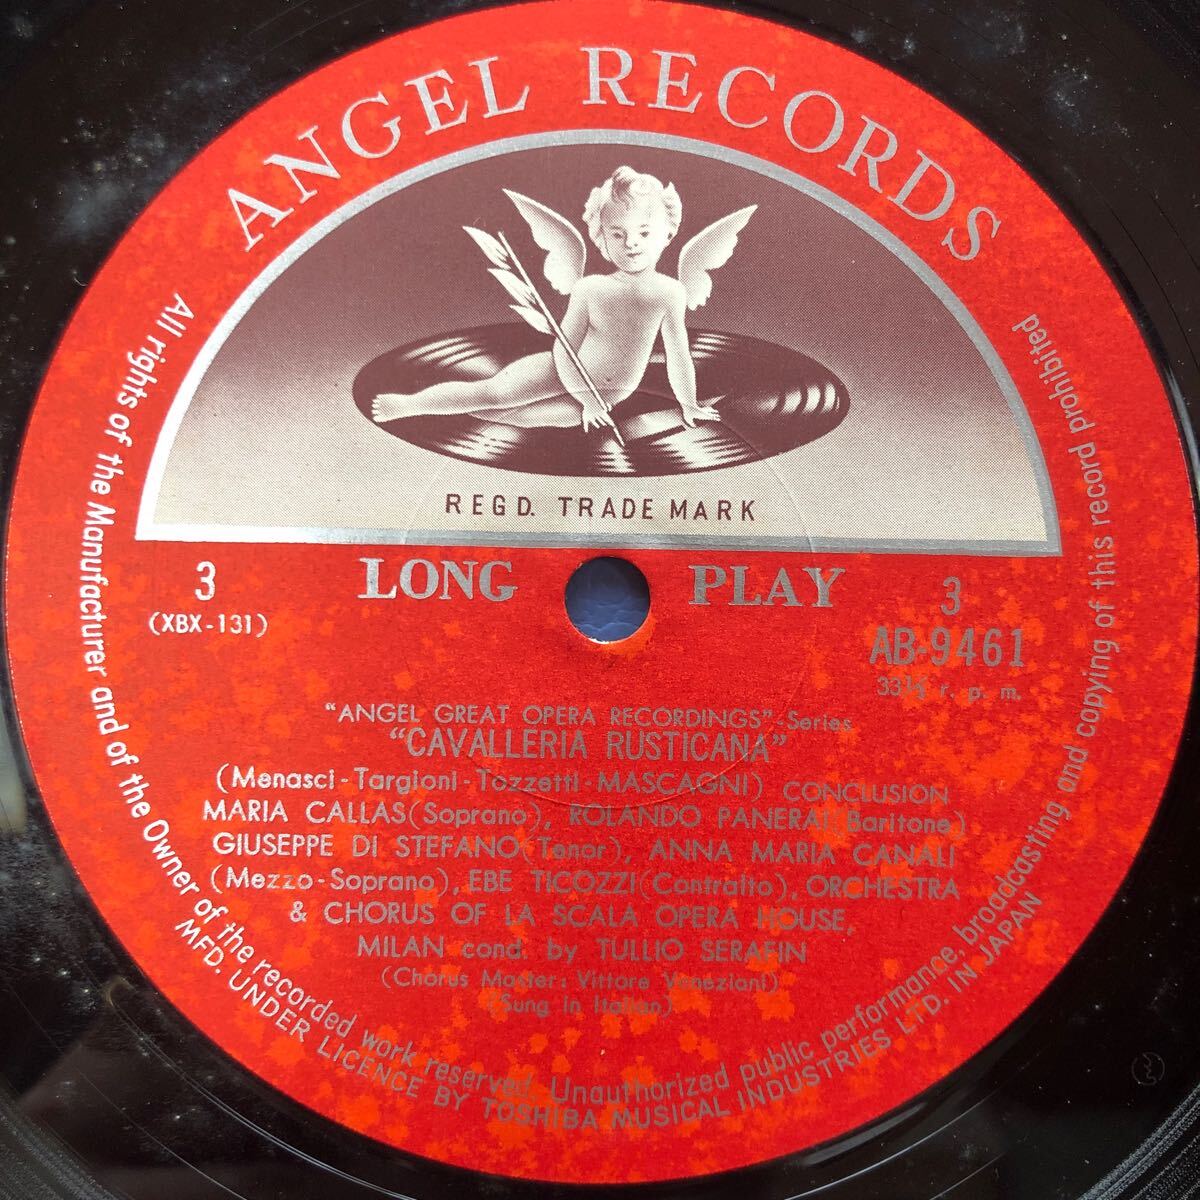 ANGEL RECORDS
REGD. TRADE MARK
3
(XBX-131)
LONG PLAY
3
AB-9461
33⅓ r. p. m.
"ANGEL GREAT OPERA RECORDINGS"-Series
"CAVALLERIA RUSTICANA"
(Menasci-Targioni-Tozzetti-MASCAGNI) CONCLUSION
MARIA CALLAS(Soprano), ROLANDO PANERAI(Baritone)
GIUSEPPE DI STEFANO(Tenor), ANNA MARIA CANALI
(Mezzo-Soprano), EBE TICOZZI(Contralto), ORCHESTRA
& CHORUS OF LA SCALA OPERA HOUSE,
MILAN cond. by TULLIO SERAFIN
(Chorus Master: Vittore Veneziani)
(Sung in Italian)
All rights of the Manufacturer and of the Owner of the recorded work reserved. Unauthorized public performance, broadcasting and copying of this record prohibited
MFD. UNDER LICENCE BY TOSHIBA MUSICAL INDUSTRIES LTD. IN JAPAN